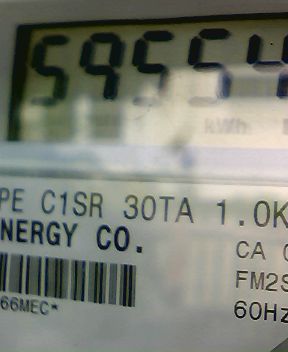 59554
kWh
PE C1SR 30TA 1.0K
NERGY CO.
CA
FM2S
66MEC*
60Hz